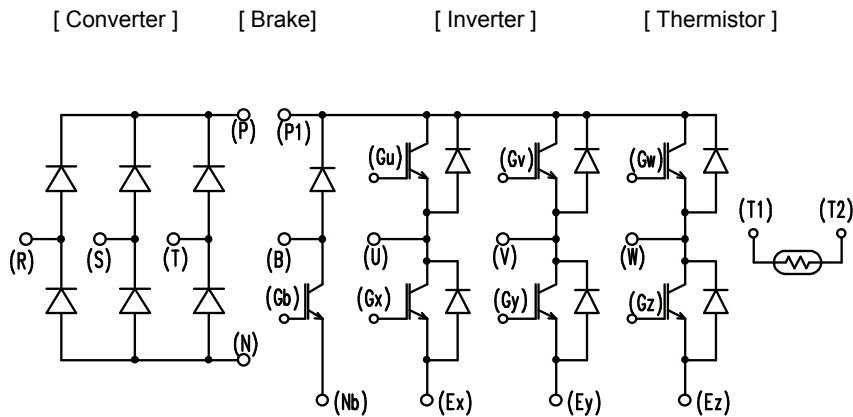 [ Converter ] [ Brake] [ Inverter ] [ Thermistor ]
(P) (P1)
(Gu) (Gv) (Gw)
(T1) (T2)
(R) (S) (T) (B) (U) (V) (W)
(Gb) (Gx) (Gy) (Gz)
(N)
(Nb) (Ex) (Ey) (Ez)